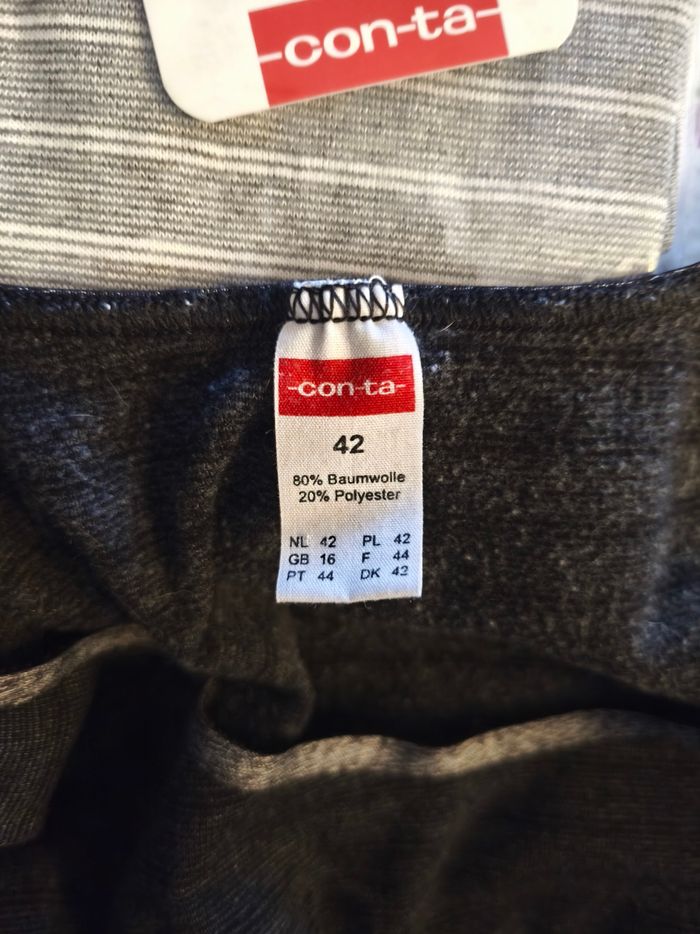 -con-ta-
-con-ta-
42
80% Baumwolle
20% Polyester
NL 42 PL 42
GB 16 F 44
PT 44 DK 42